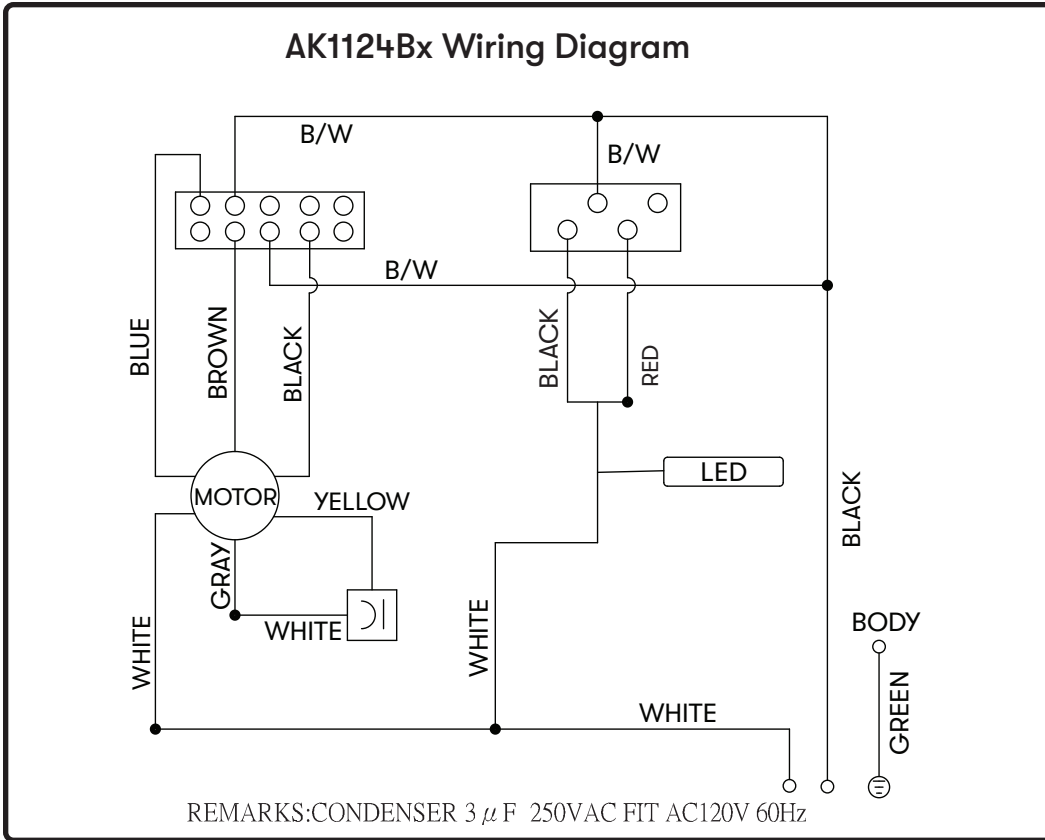 AK1124Bx Wiring Diagram
B/W
B/W
B/W
BLUE
BROWN
BLACK
BLACK
RED
LED
MOTOR
YELLOW
BLACK
GRAY
WHITE
WHITE
WHITE
BODY
GREEN
WHITE
REMARKS:CONDENSER 3 μ F 250VAC FIT AC120V 60Hz